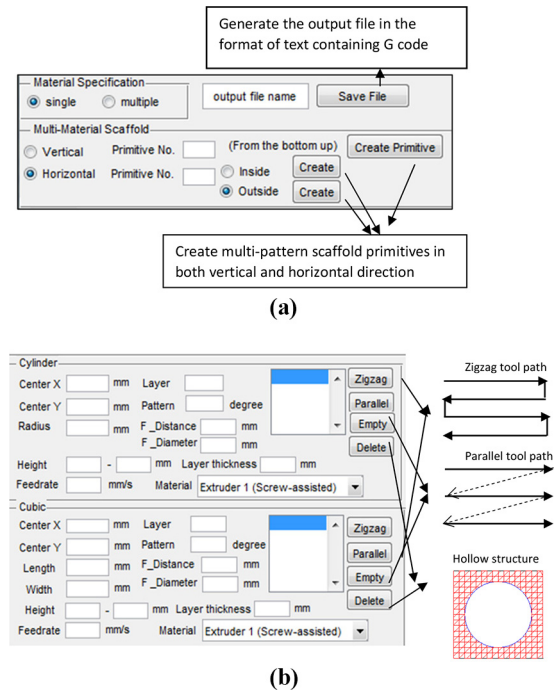 Generate the output file in the
format of text containing G code
Material Specification
single multiple output file name Save File
Multi-Material Scaffold
Vertical Primitive No. (From the bottom up) Create Primitive
Horizontal Primitive No. Inside Create
Outside Create
Create multi-pattern scaffold primitives in
both vertical and horizontal direction
(a)
Cylinder
Center X mm Layer Zigzag
Center Y mm Pattern degree Parallel
Radius mm F _Distance mm Empty
F _Diameter mm Delete
Height - mm Layer thickness mm
Feedrate mm/s Material Extruder 1 (Screw-assisted)
Cubic
Center X mm Layer Zigzag
Center Y mm Pattern degree Parallel
Length mm F _Distance mm Empty
Width mm F _Diameter mm Delete
Height - mm Layer thickness mm
Feedrate mm/s Material Extruder 1 (Screw-assisted)
Zigzag tool path
Parallel tool path
Hollow structure
(b)